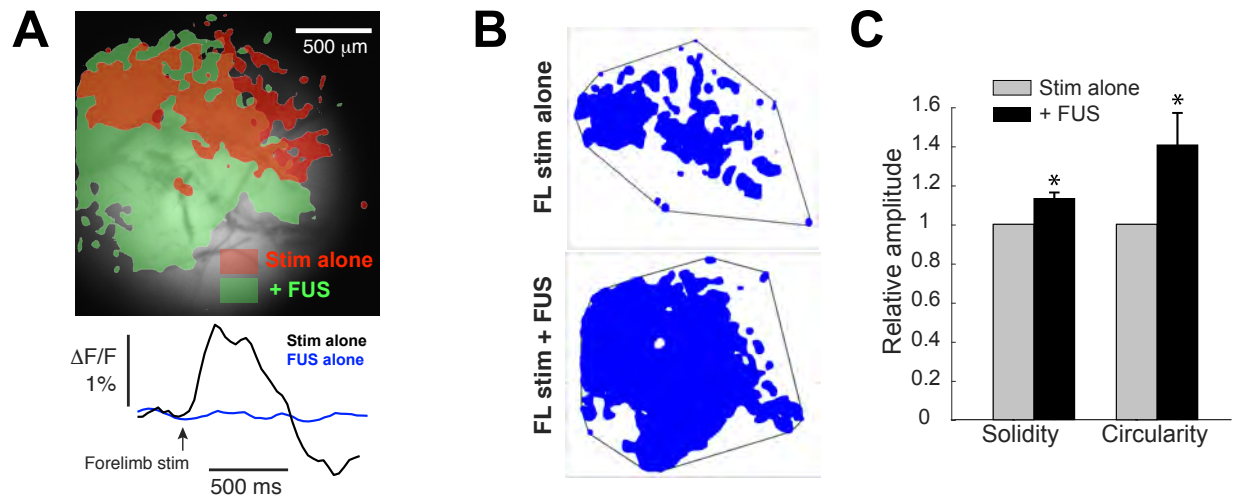 A
500 μm
Stim alone
+ FUS
ΔF/F
1%
Stim alone
FUS alone
Forelimb stim
500 ms
B
FL stim alone
FL stim + FUS
C
Stim alone
+ FUS
Relative amplitude
1.6
1.4
1.2
1
0.8
0.6
0.4
0.2
0
*
*
Solidity
Circularity